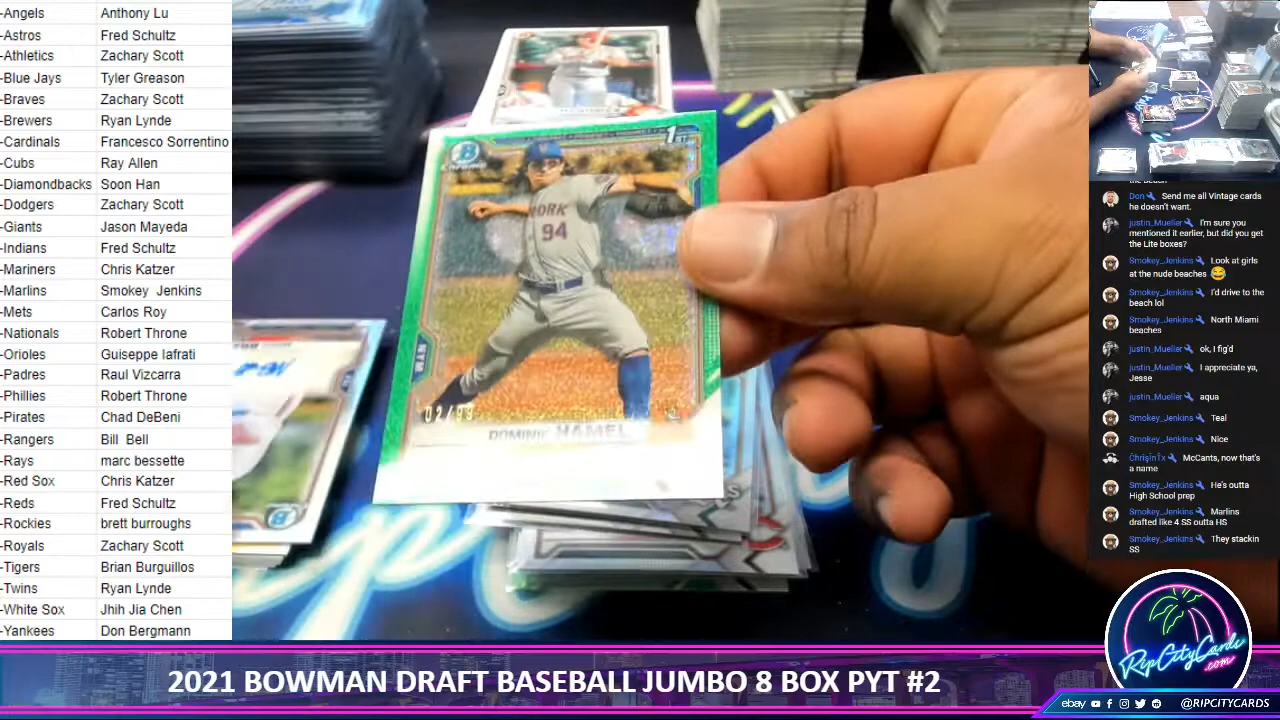 -Angels Anthony Lu
-Astros Fred Schultz
-Athletics Zachary Scott
-Blue Jays Tyler Greason
-Braves Zachary Scott
-Brewers Ryan Lynde
-Cardinals Francesco Sorrentino
-Cubs Ray Allen
-Diamondbacks Soon Han
-Dodgers Zachary Scott
-Giants Jason Mayeda
-Indians Fred Schultz
-Mariners Chris Katzer
-Marlins Smokey Jenkins
-Mets Carlos Roy
-Nationals Robert Throne
-Orioles Guiseppe Iafrati
-Padres Raul Vizcarra
-Phillies Robert Throne
-Pirates Chad DeBeni
-Rangers Bill Bell
-Rays marc bessette
-Red Sox Chris Katzer
-Reds Fred Schultz
-Rockies brett burroughs
-Royals Zachary Scott
-Tigers Brian Burguillos
-Twins Ryan Lynde
-White Sox Jhih Jia Chen
-Yankees Don Bergmann
1ST
YORK
94
02/99
DOMINIC HAMEL
the Beach
Don Send me all Vintage cards
he doesn't want.
justin_Mueller I'm sure you
mentioned it earlier, but did you get
the Lite boxes?
Smokey_Jenkins Look at girls
at the nude beaches 😂
Smokey_Jenkins I'd drive to the
beach lol
Smokey_Jenkins North Miami
beaches
justin_Mueller ok, I fig'd
justin_Mueller I appreciate ya,
Jesse
justin_Mueller aqua
Smokey_Jenkins Teal
Smokey_Jenkins Nice
McCants, now that's
a name
Smokey_Jenkins He's outta
High School prep
Smokey_Jenkins Marlins
drafted like 4 SS outta HS
Smokey_Jenkins They stackin
SS
RipCityCards
.com
2021 BOWMAN DRAFT BASEBALL JUMBO 8 BOX PYT #2
ebay @RIPCITYCARDS